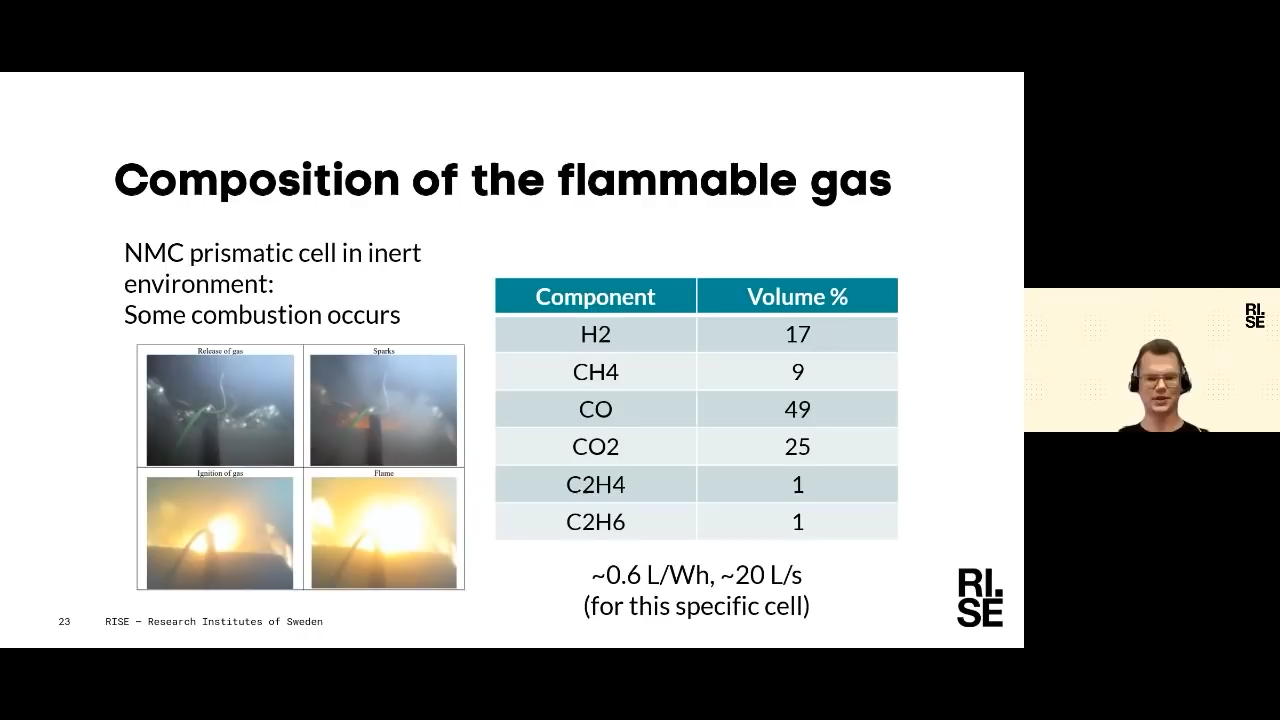 Composition of the flammable gas
NMC prismatic cell in inert
environment:
Some combustion occurs
Release of gas
Sparks
Ignition of gas
Flame
Component Volume %
H2 17
CH4 9
CO 49
CO2 25
C2H4 1
C2H6 1
~0.6 L/Wh, ~20 L/s
(for this specific cell)
23 RISE — Research Institutes of Sweden
RI.
SE
RI.
SE